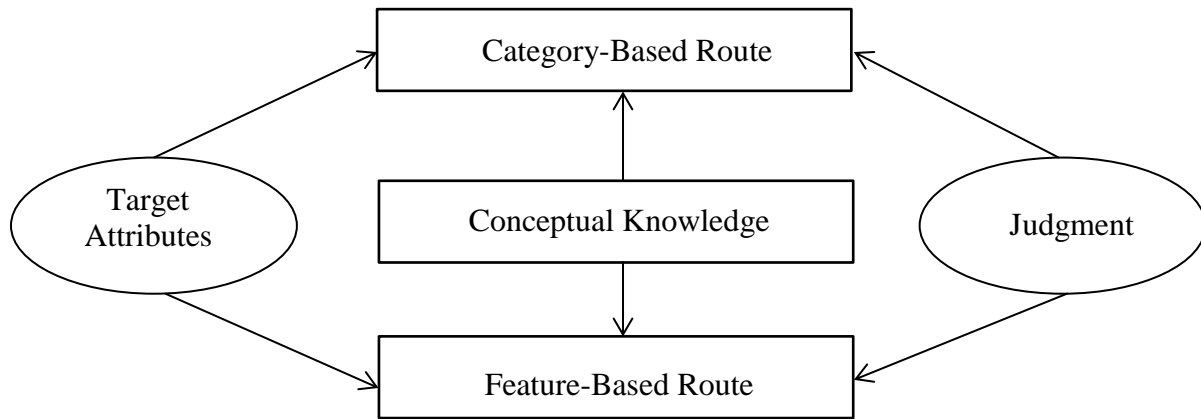 Category-Based Route
Target
Attributes
Conceptual Knowledge
Judgment
Feature-Based Route